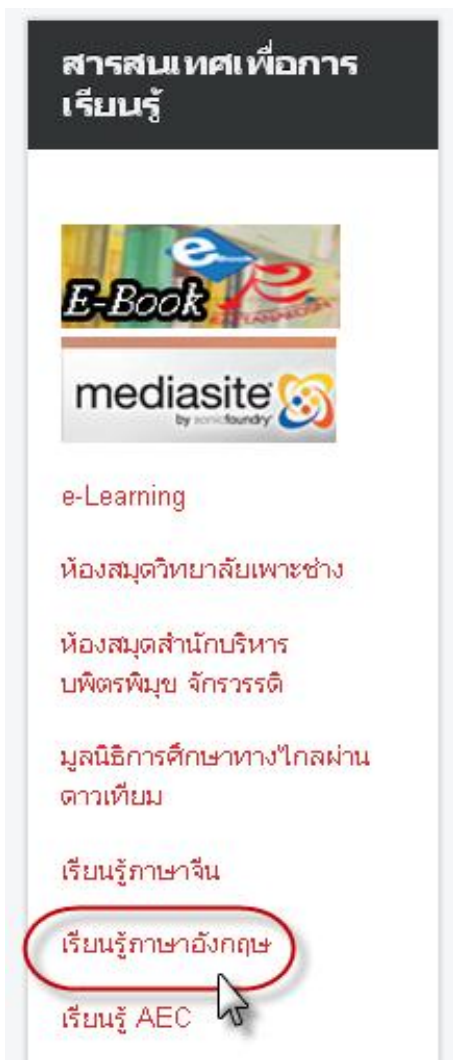 สารสนเทศเพื่อการ
เรียนรู้
E-Book
mediasite
by sonicfoundry
e-Learning
ห้องสมุดวิทยาลัยเพาะช่าง
ห้องสมุดสำนักบริหาร
บพิตรพิมุข จักรวรรดิ
มูลนิธิการศึกษาทางไกลผ่าน
ดาวเทียม
เรียนรู้ภาษาจีน
เรียนรู้ภาษาอังกฤษ
เรียนรู้ AEC